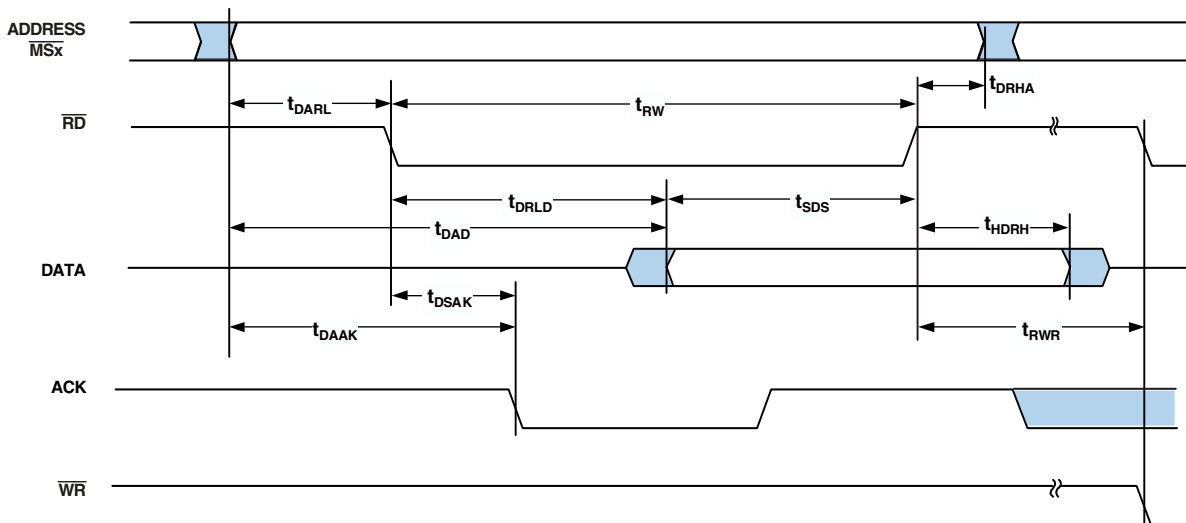 ADDRESS
MSx
tDRHA
tDARL
tRW
RD
tDRLD
tSDS
tDAD
tHDRH
DATA
tDSAK
tDAAK
tRWR
ACK
WR